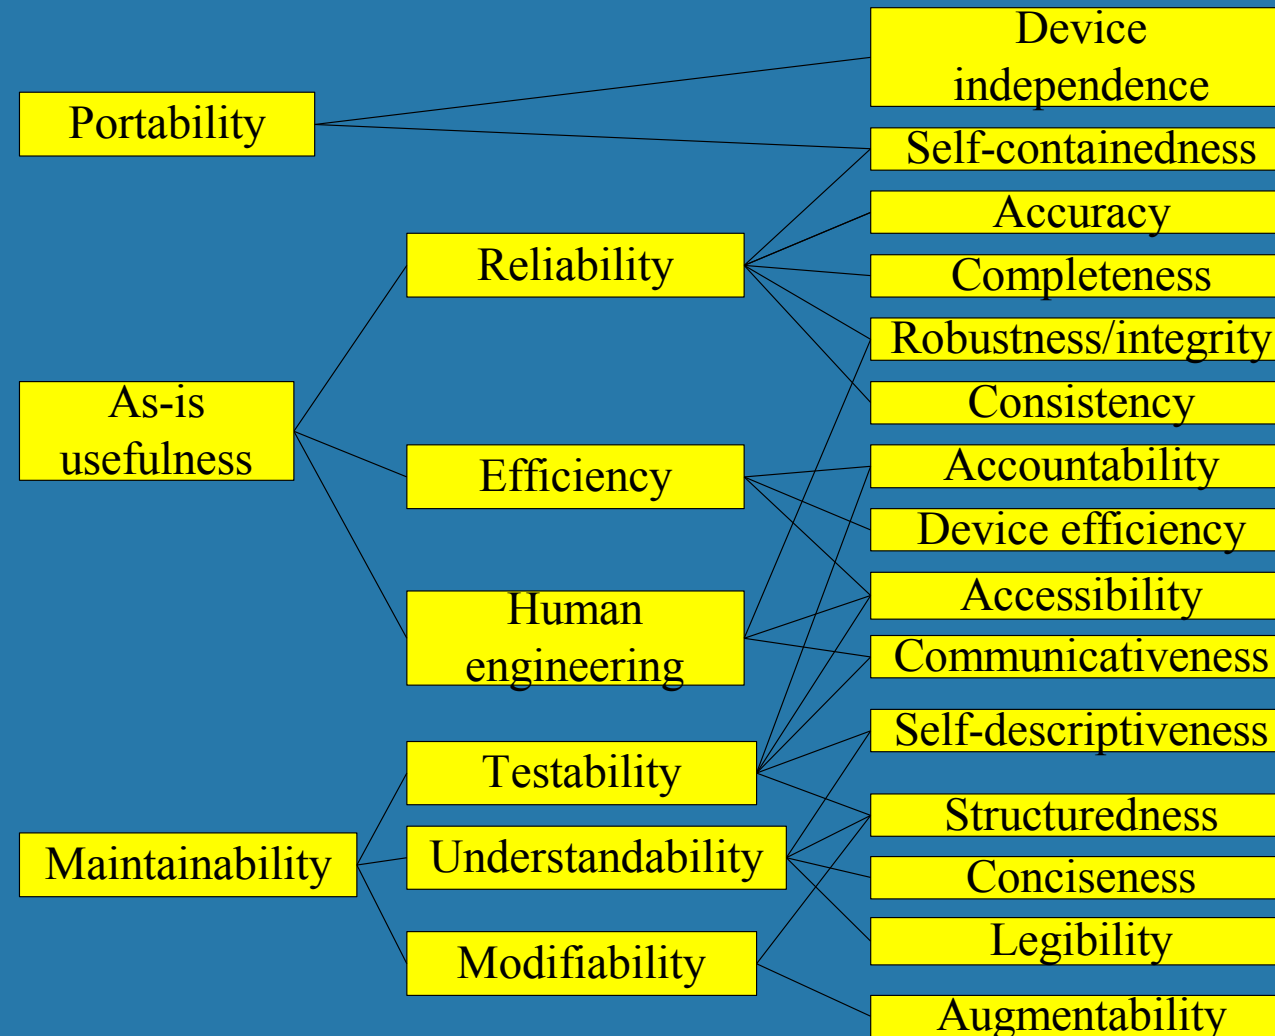 Portability
As-is
usefulness
Maintainability
Reliability
Efficiency
Human
engineering
Testability
Understandability
Modifiability
Device
independence
Self-containedness
Accuracy
Completeness
Robustness/integrity
Consistency
Accountability
Device efficiency
Accessibility
Communicativeness
Self-descriptiveness
Structuredness
Conciseness
Legibility
Augmentability